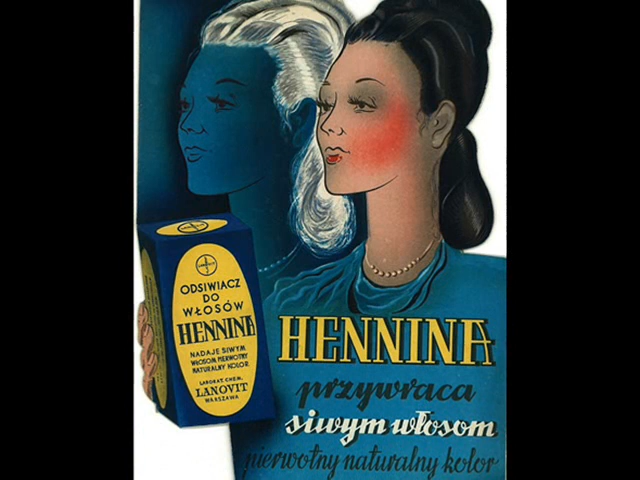 ODSIWIACZ
DO
WŁOSÓW
HENNINA
NADAJE SIWYM
WŁOSOM PIERWOTNY
NATURALNY KOLOR
LABORAT. CHEM.
LANOVIT
WARSZAWA
HENNINA
przywraca
siwym włosom
pierwotny naturalny kolor